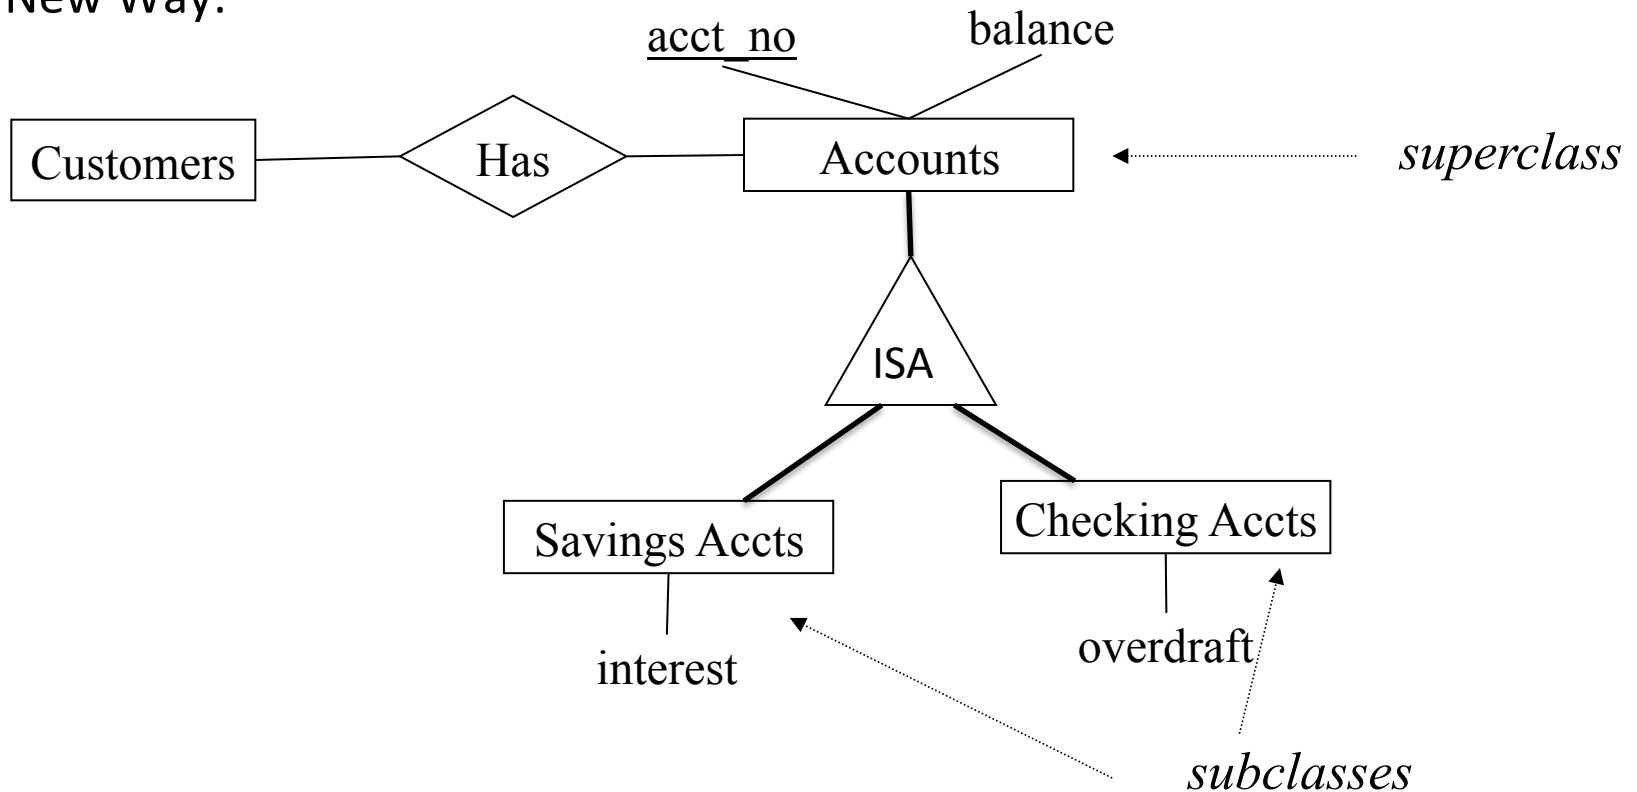 New Way:
acct_no
balance
Customers
Has
Accounts
superclass
ISA
Savings Accts
Checking Accts
interest
overdraft
subclasses